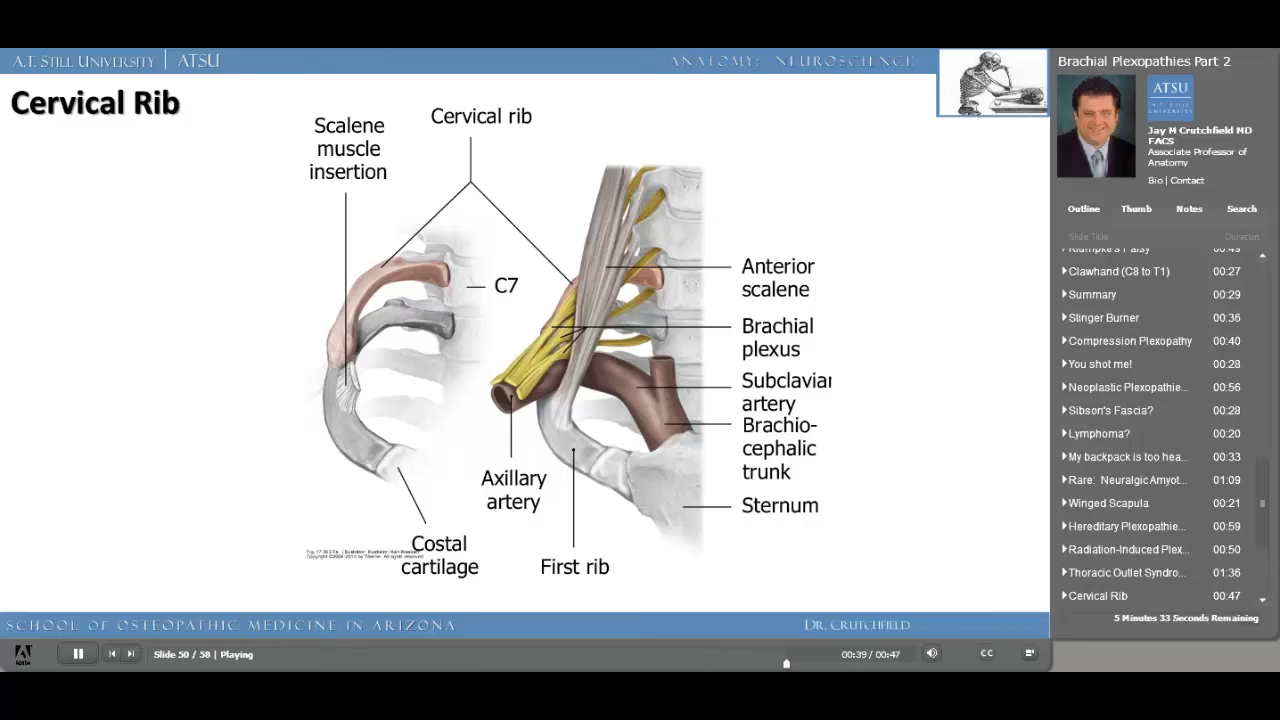 A.T. STILL UNIVERSITY | ATSU
ANATOMY: NEUROSCIENCE
Cervical Rib
Scalene
muscle
insertion
Cervical rib
C7
Anterior
scalene
Brachial
plexus
Subclavian
artery
Brachio-
cephalic
trunk
Axillary
artery
Sternum
Costal
cartilage
First rib
SCHOOL OF OSTEOPATHIC MEDICINE IN ARIZONA
DR. CRUTCHFIELD
Slide 50 / 58 | Playing
00:39 / 00:47
CC
Adobe
Brachial Plexopathies Part 2
ATSU
A.T. STILL
UNIVERSITY
Jay M Crutchfield MD
FACS
Associate Professor of
Anatomy
Bio | Contact
Outline Thumb Notes Search
Slide Title Duration
Klumpke's Palsy 00:49
Clawhand (C8 to T1) 00:27
Summary 00:29
Stinger Burner 00:36
Compression Plexopathy 00:40
You shot me! 00:28
Neoplastic Plexopathie... 00:56
Sibson's Fascia? 00:28
Lymphoma? 00:20
My backpack is too hea... 00:33
Rare: Neuralgic Amyot... 01:09
Winged Scapula 00:21
Hereditary Plexopathie... 00:59
Radiation-Induced Plex... 00:50
Thoracic Outlet Syndro... 01:36
Cervical Rib 00:47
5 Minutes 33 Seconds Remaining